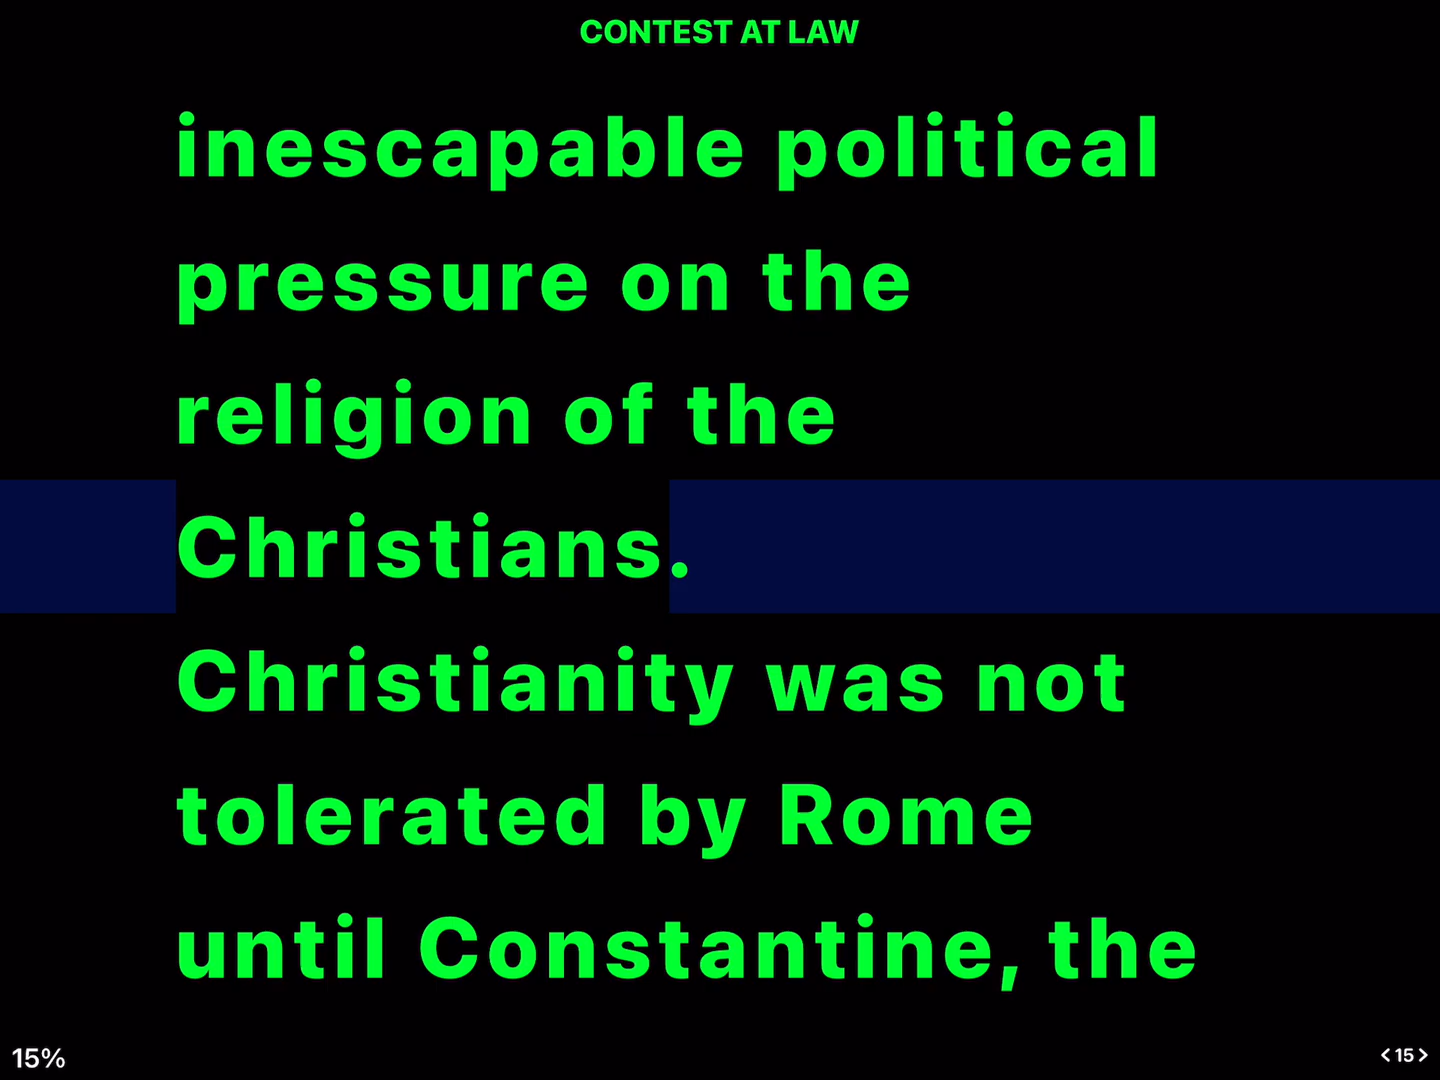 CONTEST AT LAW
inescapable political
pressure on the
religion of the
Christians.
Christianity was not
tolerated by Rome
until Constantine, the
15%
<15>